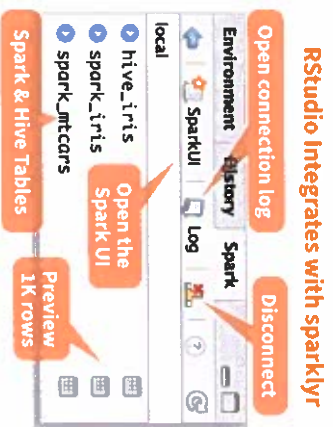 RStudio Integrates with sparklyr
Open connection log
Disconnect
Environment History Spark
SparkUI Log
?
local
Open the
Spark UI
hive_iris
spark_iris
spark_mtcars
Preview
1K rows
Spark & Hive Tables